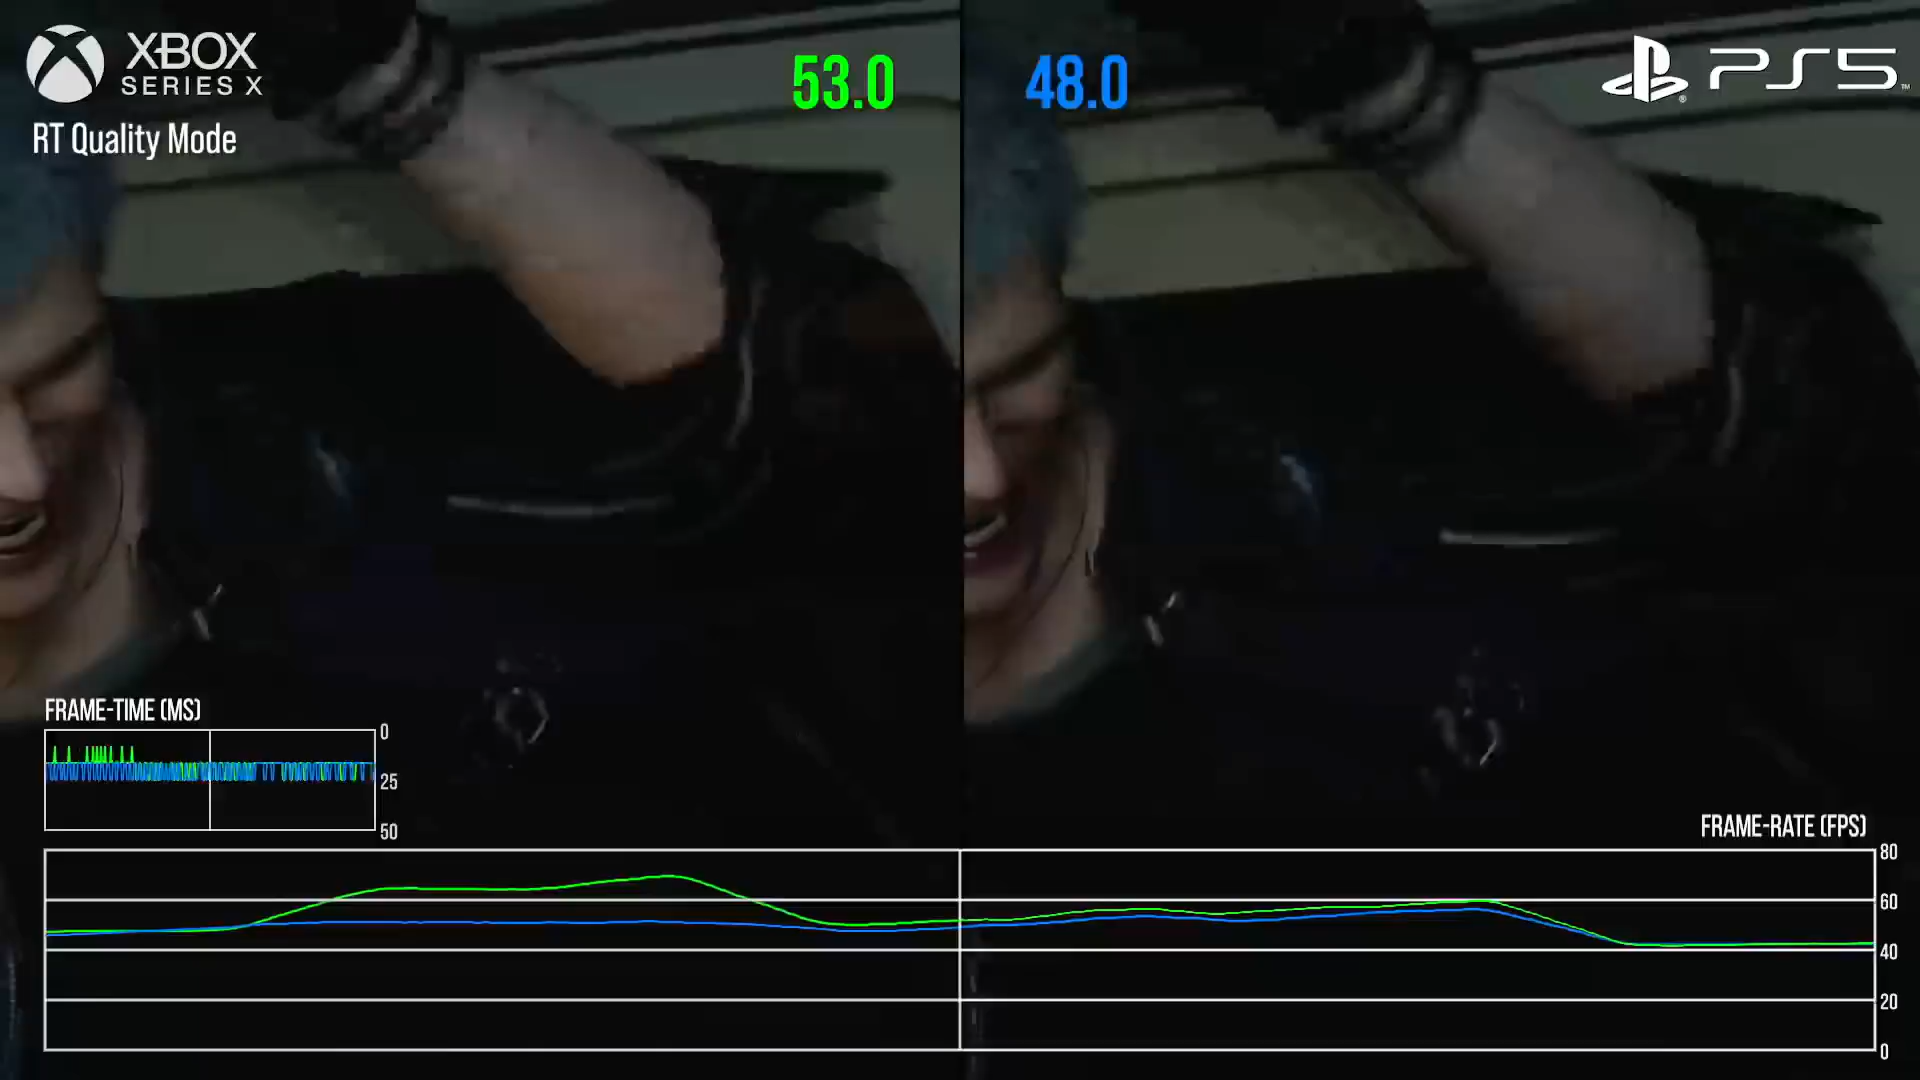 XBOX
SERIES X
RT Quality Mode
53.0
48.0
PS5
FRAME-TIME (MS)
0
25
50
FRAME-RATE (FPS)
80
60
40
20
0